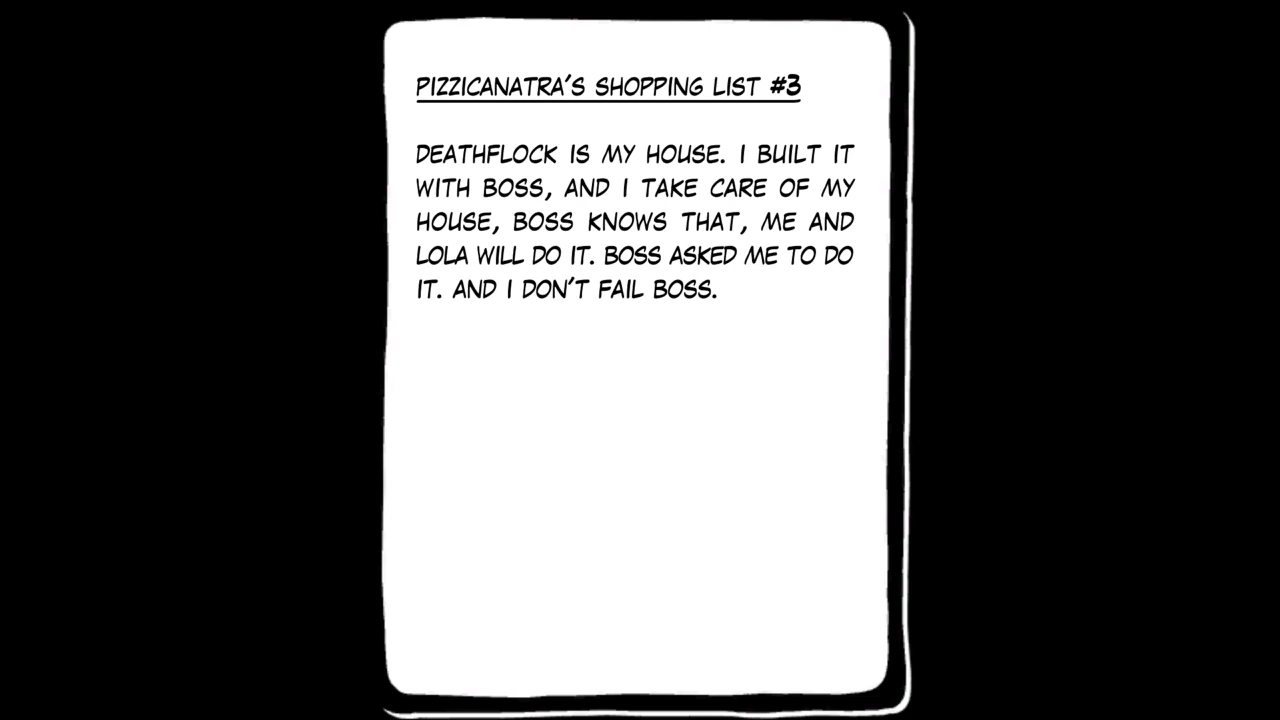 PIZZICANATRA'S SHOPPING LIST #3
DEATHFLOCK IS MY HOUSE. I BUILT IT
WITH BOSS, AND I TAKE CARE OF MY
HOUSE, BOSS KNOWS THAT, ME AND
LOLA WILL DO IT. BOSS ASKED ME TO DO
IT. AND I DON'T FAIL BOSS.